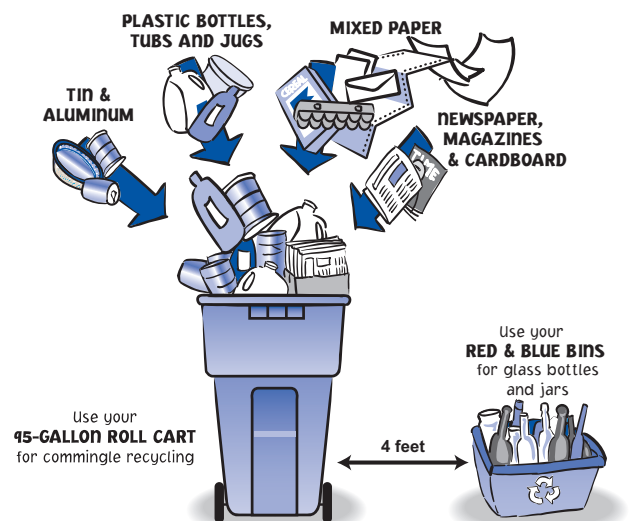 PLASTIC BOTTLES,
TUBS AND JUGS
MIXED PAPER
TIN &
ALUMINUM
NEWSPAPER,
MAGAZINES
& CARDBOARD
CEREAL
TIME
Use your
RED & BLUE BINS
for glass bottles
and jars
Use your
95-GALLON ROLL CART
for commingle recycling
4 feet